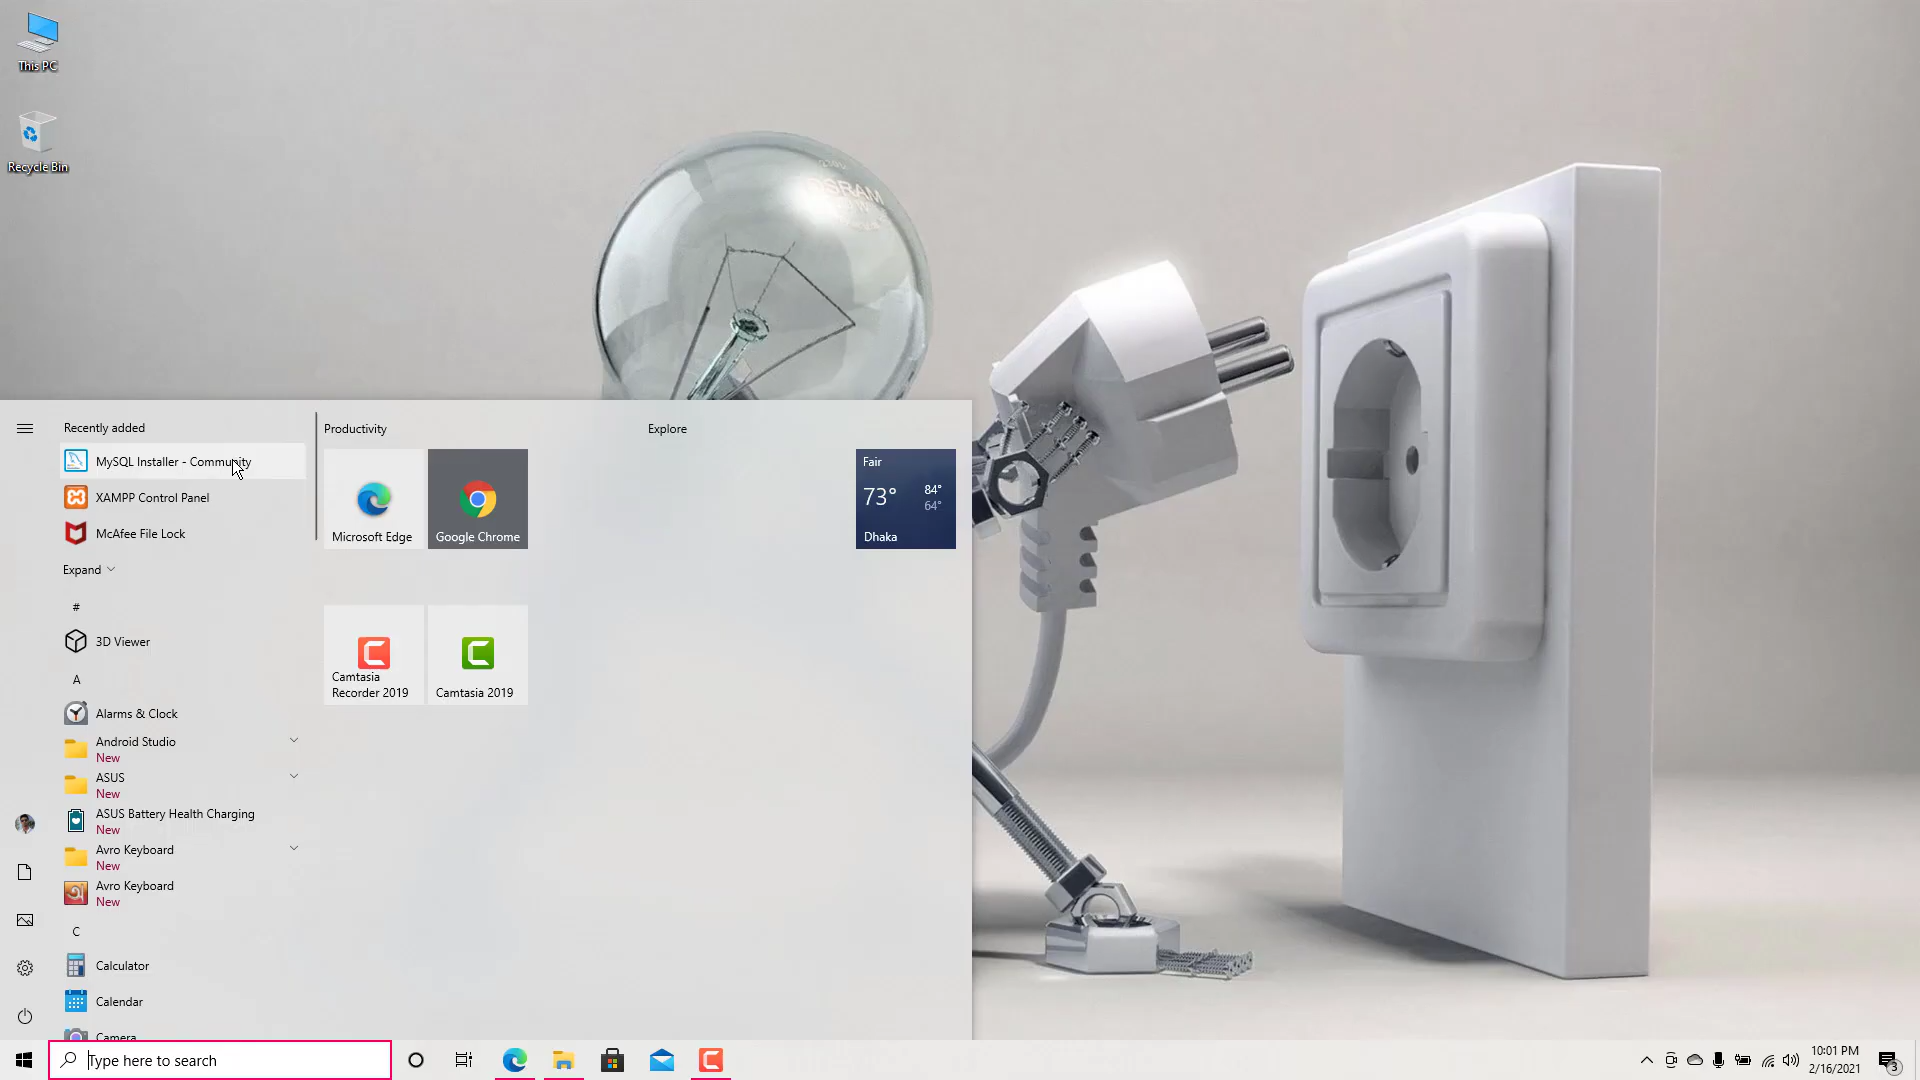 This PC
Recycle Bin
OSRAM
Recently added
MySQL Installer - Community
XAMPP Control Panel
McAfee File Lock
Expand
#
3D Viewer
A
Alarms & Clock
Android Studio
New
ASUS
New
ASUS Battery Health Charging
New
Avro Keyboard
New
Avro Keyboard
New
C
Calculator
Calendar
Camera
Productivity
Microsoft Edge
Google Chrome
Camtasia
Recorder 2019
Camtasia 2019
Explore
Fair
73° 84°
64°
Dhaka
Type here to search
10:01 PM
2/16/2021
3